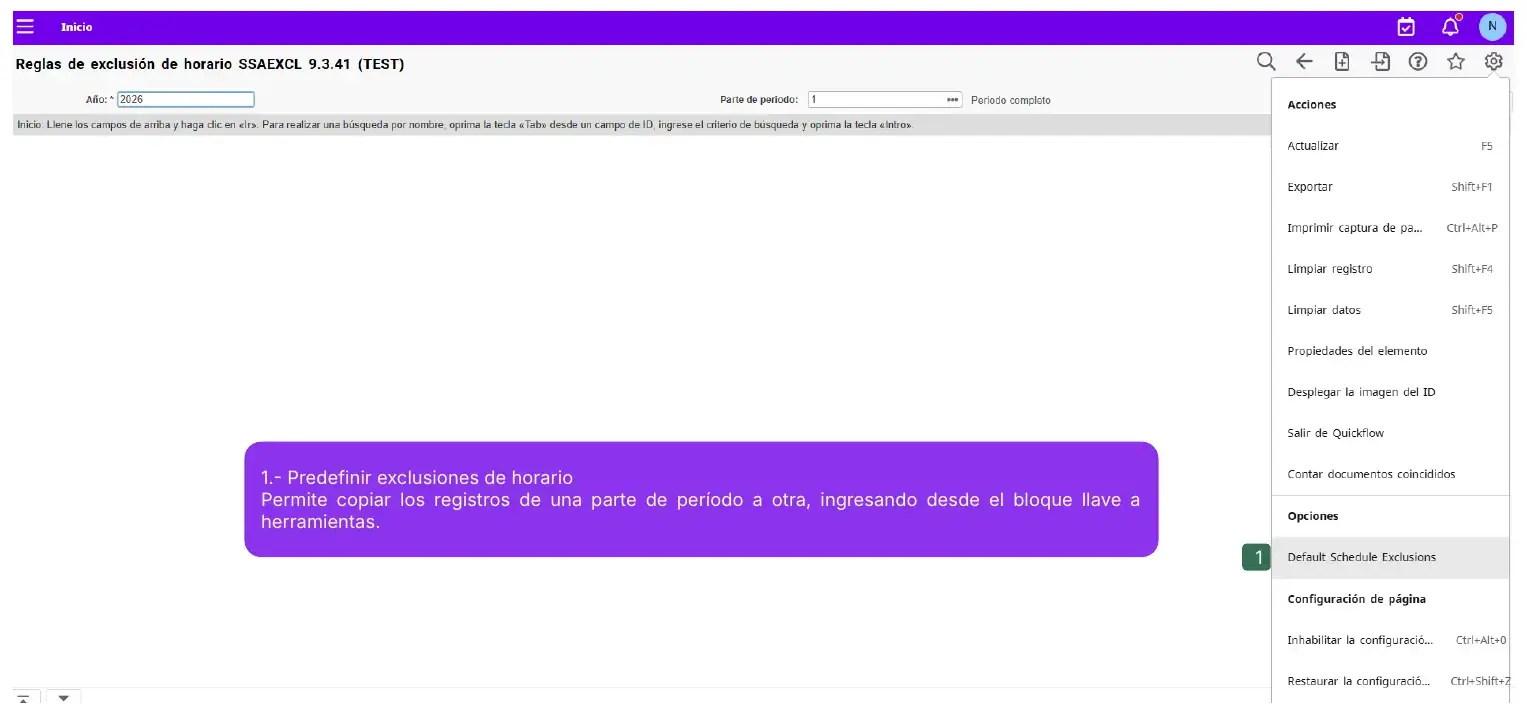 Inicio
N
Reglas de exclusión de horario SSAEXCL 9.3.41 (TEST)
Año: * 2026
Parte de periodo: 1 ••• Periodo completo
Inicio: Llene los campos de arriba y haga clic en «Ir». Para realizar una búsqueda por nombre, oprima la tecla «Tab» desde un campo de ID, ingrese el criterio de búsqueda y oprima la tecla «Intro».
Acciones
Actualizar F5
Exportar Shift+F1
Imprimir captura de pa... Ctrl+Alt+P
Limpiar registro Shift+F4
Limpiar datos Shift+F5
Propiedades del elemento
Desplegar la imagen del ID
Salir de Quickflow
Contar documentos coincididos
Opciones
1 Default Schedule Exclusions
Configuración de página
Inhabilitar la configuració... Ctrl+Alt+0
Restaurar la configuració... Ctrl+Shift+Z
1.- Predefinir exclusiones de horario
Permite copiar los registros de una parte de período a otra, ingresando desde el bloque llave a
herramientas.